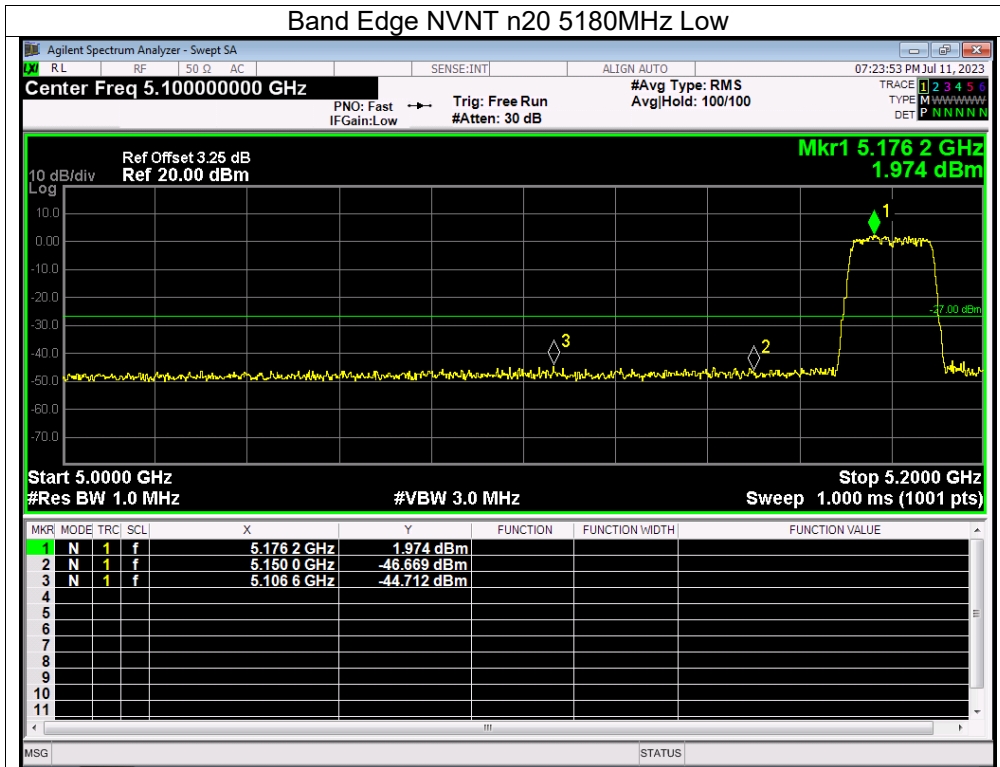 Band Edge NVNT n20 5180MHz Low
Agilent Spectrum Analyzer - Swept SA
LXI RL RF 50 Ω AC SENSE:INT ALIGN AUTO 07:23:53 PM Jul 11, 2023
Center Freq 5.100000000 GHz #Avg Type: RMS TRACE 1 2 3 4 5 6
PNO: Fast Trig: Free Run Avg|Hold: 100/100 TYPE M WWWWW
IFGain:Low #Atten: 30 dB DET P N N N N N
Mkr1 5.176 2 GHz
Ref Offset 3.25 dB
10 dB/div Ref 20.00 dBm 1.974 dBm
Log
10.0
1
0.00
-10.0
-20.0
-27.00 dBm
-30.0
3
2
-40.0
-50.0
-60.0
-70.0
Start 5.0000 GHz Stop 5.2000 GHz
#Res BW 1.0 MHz #VBW 3.0 MHz Sweep 1.000 ms (1001 pts)
MKR MODE TRC SCL X Y FUNCTION FUNCTION WIDTH FUNCTION VALUE
1 N 1 f 5.176 2 GHz 1.974 dBm
2 N 1 f 5.150 0 GHz -46.669 dBm
3 N 1 f 5.106 6 GHz -44.712 dBm
4
5
6
7
8
9
10
11
MSG STATUS